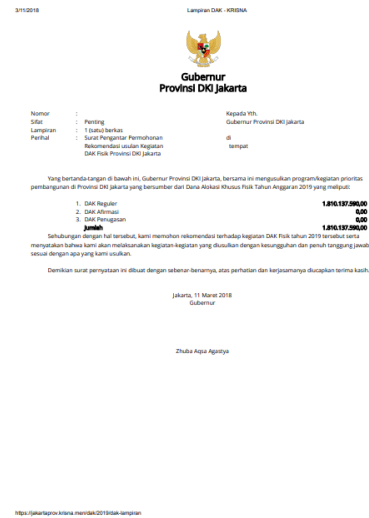 3/11/2018 Lampiran DAK - KRISNA
Gubernur
Provinsi DKI Jakarta
Nomor : Kepada Yth.
Sifat : Penting Gubernur Provinsi DKI Jakarta
Lampiran : 1 (satu) berkas
Perihal : Surat Pengantar Permohonan di
Rekomendasi usulan Kegiatan tempat
DAK Fisik Provinsi DKI Jakarta
Yang bertanda-tangan di bawah ini, Gubernur Provinsi DKI Jakarta, bersama ini mengusulkan program/kegiatan prioritas
pembangunan di Provinsi DKI Jakarta yang bersumber dari Dana Alokasi Khusus Fisik Tahun Anggaran 2019 yang meliputi:
1. DAK Reguler 1.810.137.590,00
2. DAK Afirmasi 0,00
3. DAK Penugasan 0,00
Jumlah 1.810.137.590,00
Sehubungan dengan hal tersebut, kami memohon rekomendasi terhadap kegiatan DAK Fisik tahun 2019 tersebut serta
menyatakan bahwa kami akan melaksanakan kegiatan-kegiatan yang diusulkan dengan kesungguhan dan penuh tanggung jawab
sesuai dengan apa yang kami usulkan.
Demikian surat pernyataan ini dibuat dengan sebenar-benarnya, atas perhatian dan kerjasamanya diucapkan terima kasih.
Jakarta, 11 Maret 2018
Gubernur
Zhuba Aqsa Agastya
https://jakartaprov.krisna.men/dak/2019/dak-lampiran